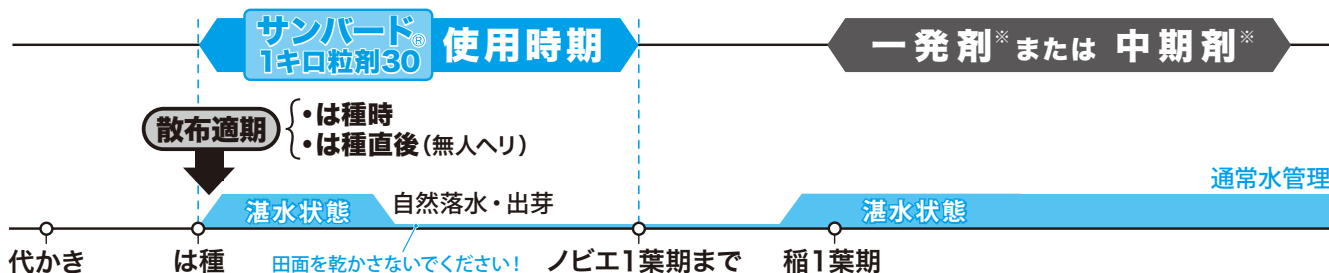 サンバード®
1キロ粒剤30
使用時期
一発剤※または 中期剤※
散布適期
・は種時
・は種直後(無人ヘリ)
通常水管理
湛水状態
自然落水・出芽
湛水状態
代かき
は種
田面を乾かさないでください!
ノビエ1葉期まで
稲1葉期